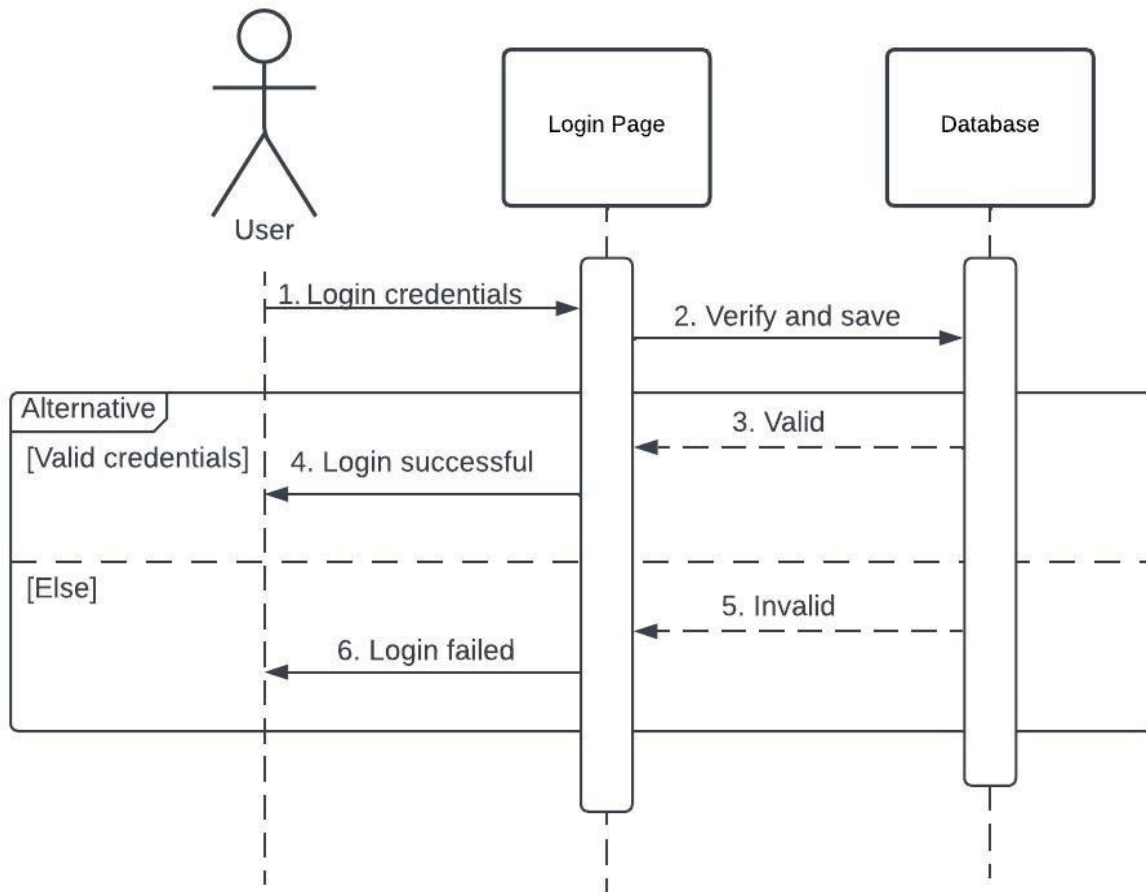 Login Page
Database
User
1. Login credentials
2. Verify and save
Alternative
3. Valid
[Valid credentials]
4. Login successful
[Else]
5. Invalid
6. Login failed